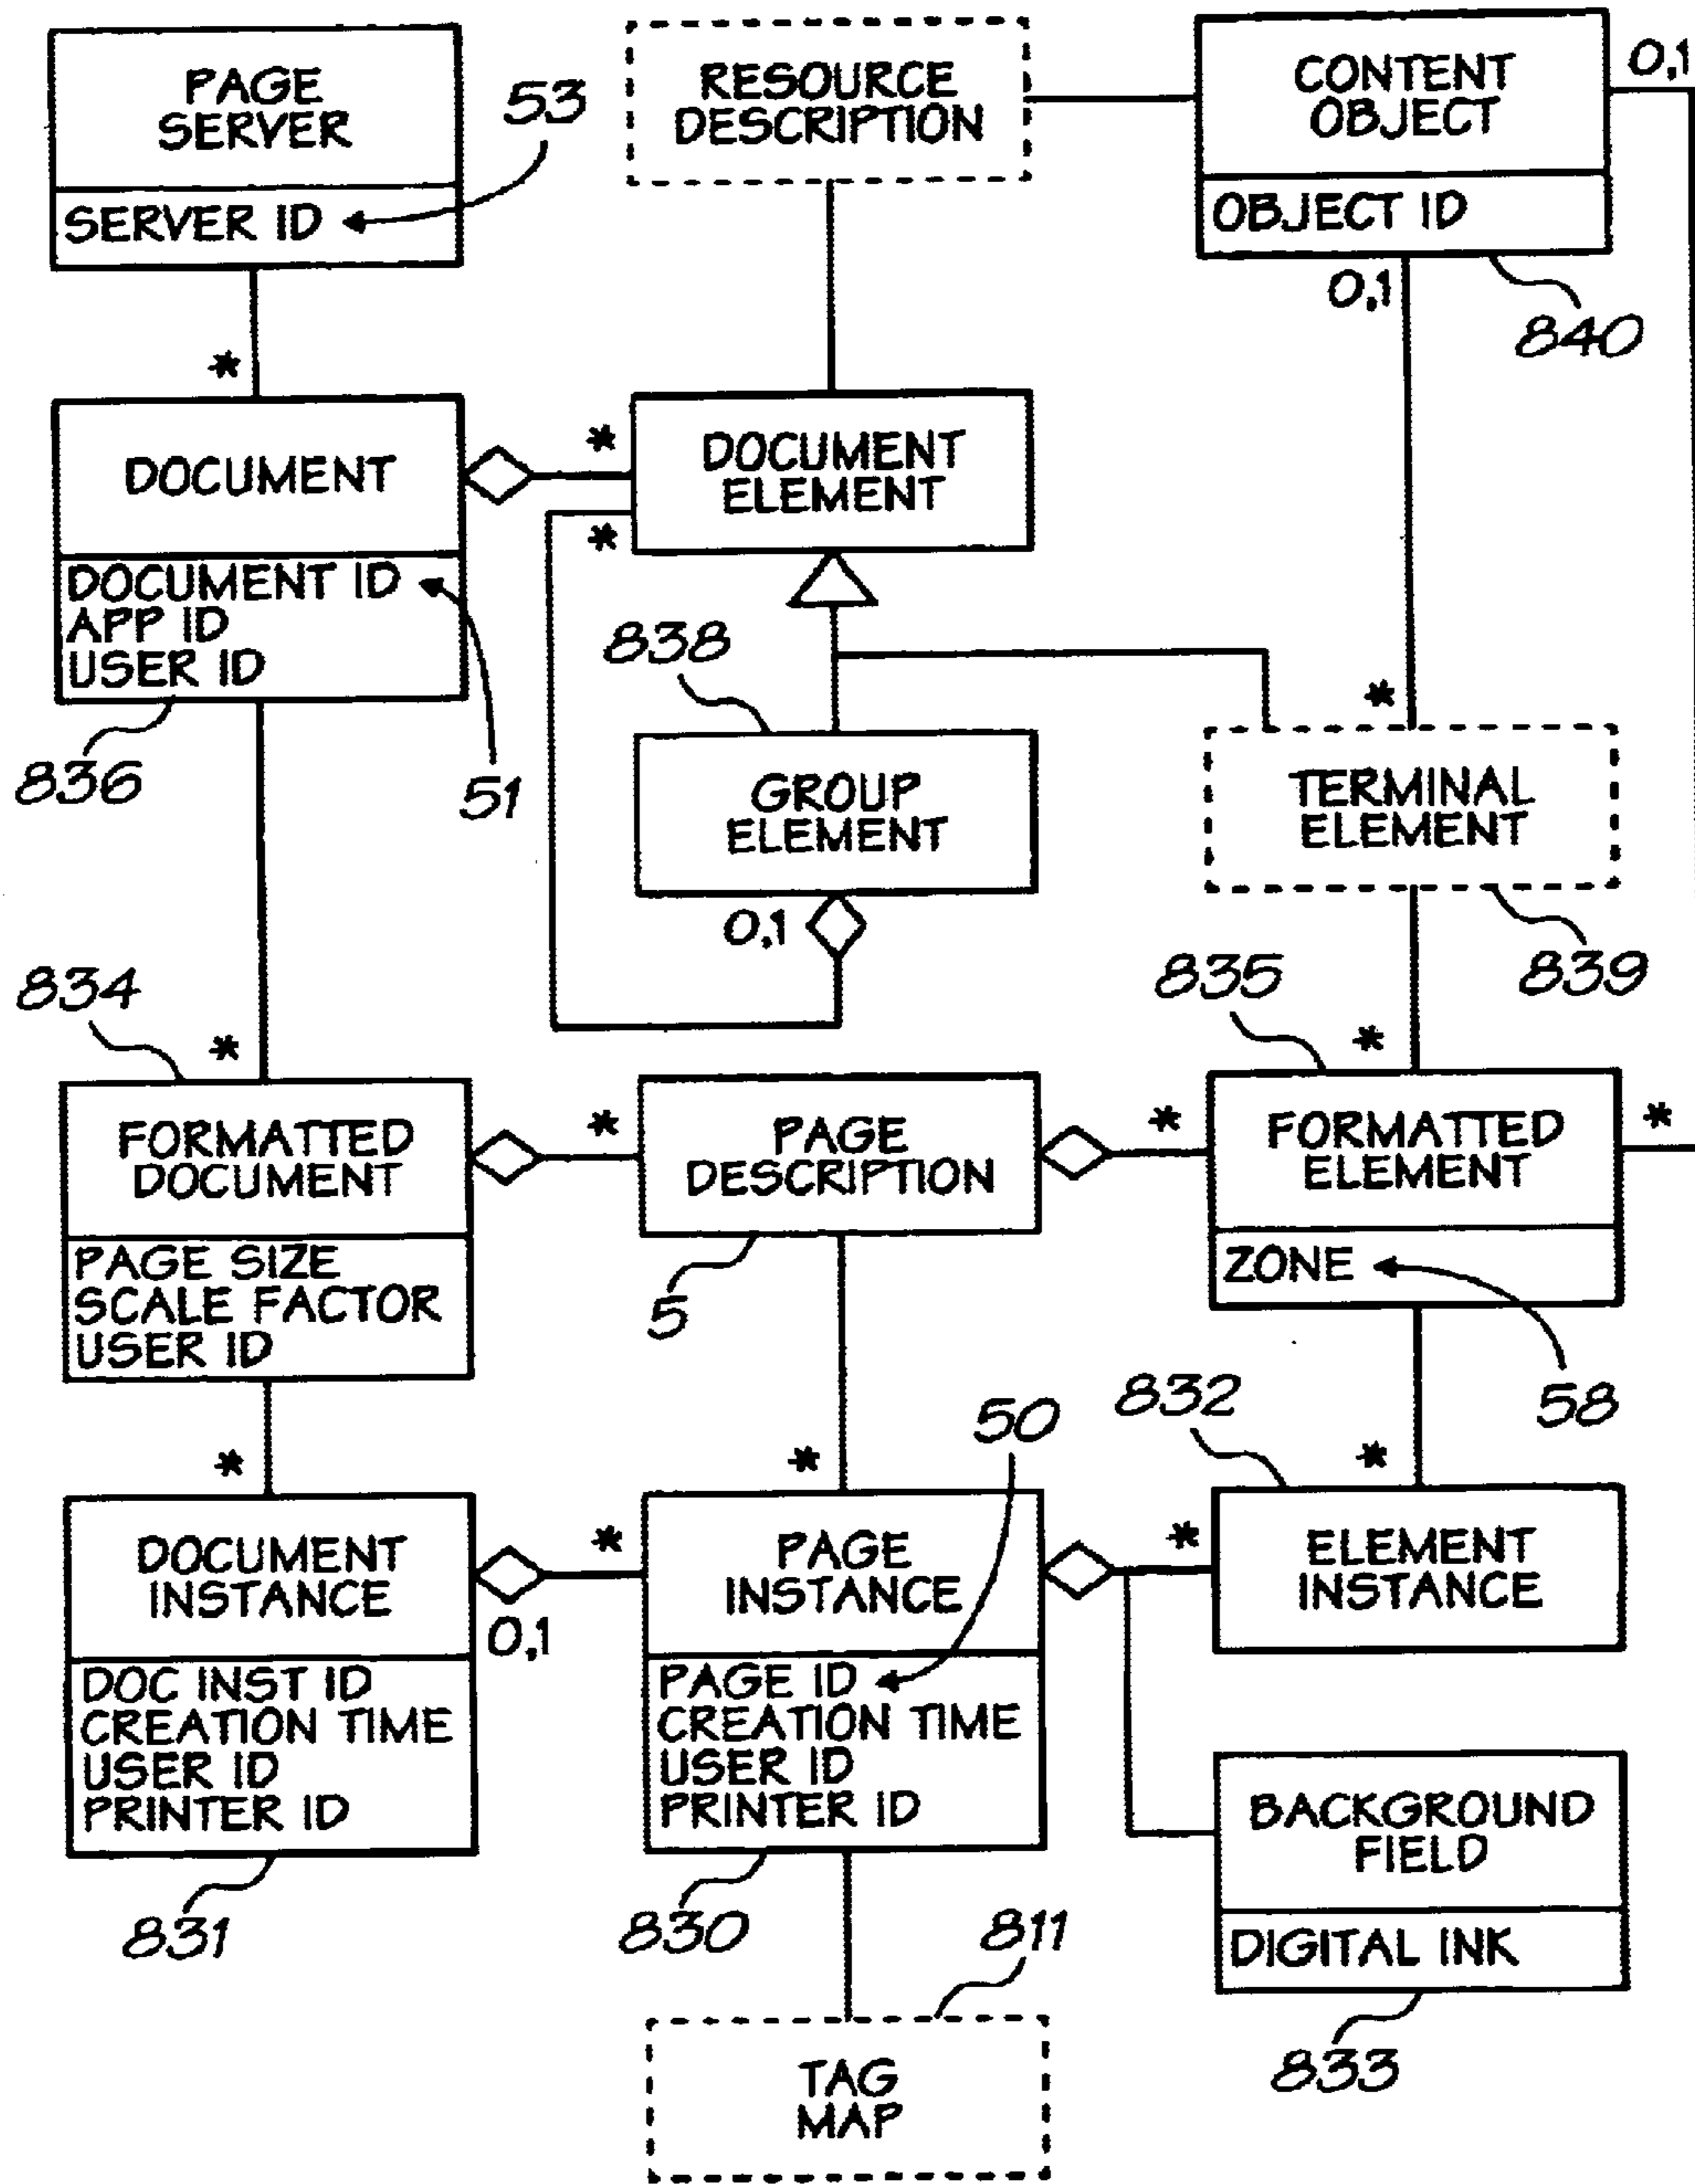 PAGE
SERVER
SERVER ID
53
RESOURCE
DESCRIPTION
CONTENT
OBJECT
OBJECT ID
0,1
0,1
840
*
DOCUMENT
DOCUMENT ID
APP ID
USER ID
836
51
*
*
DOCUMENT
ELEMENT
838
GROUP
ELEMENT
0,1
*
TERMINAL
ELEMENT
839
834
*
FORMATTED
DOCUMENT
PAGE SIZE
SCALE FACTOR
USER ID
*
PAGE
DESCRIPTION
5
835
*
*
FORMATTED
ELEMENT
*
ZONE
58
*
DOCUMENT
INSTANCE
0,1
DOC INST ID
CREATION TIME
USER ID
PRINTER ID
831
*
*
50
PAGE
INSTANCE
PAGE ID
CREATION TIME
USER ID
PRINTER ID
830
832
*
*
ELEMENT
INSTANCE
BACKGROUND
FIELD
DIGITAL INK
833
811
TAG
MAP